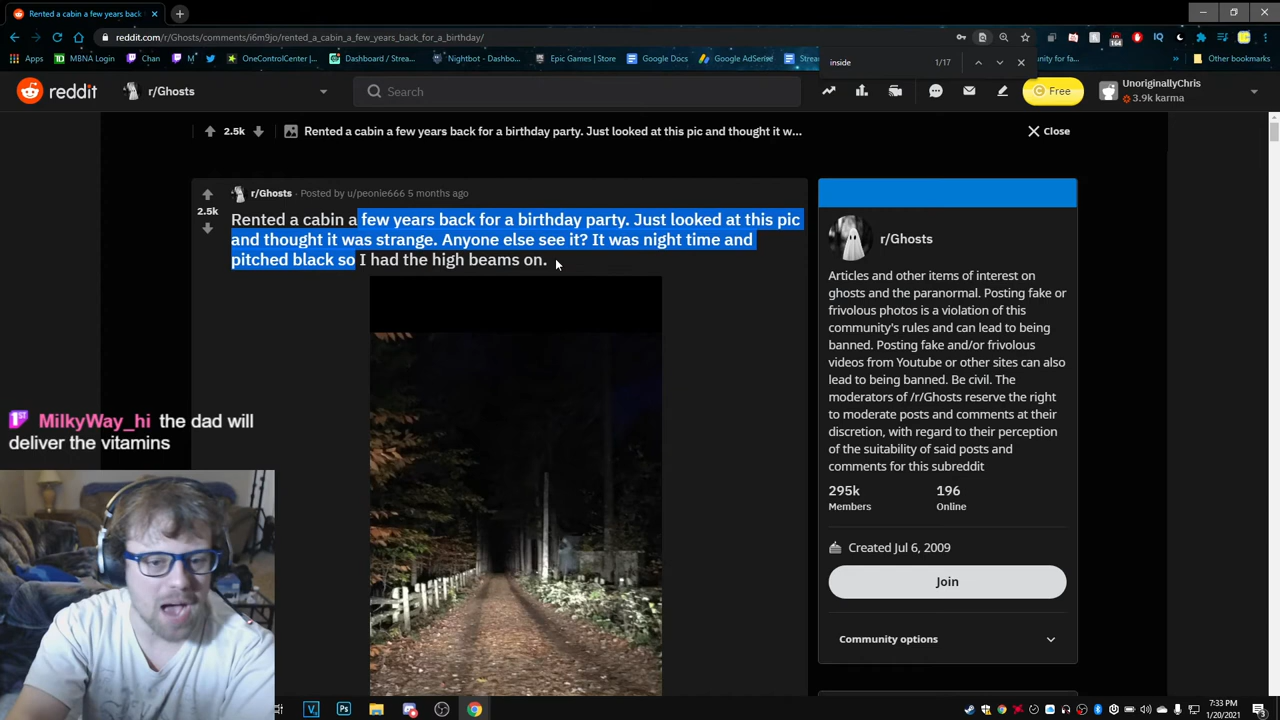 Rented a cabin a few years back for a birthday
reddit.com/r/Ghosts/comments/i6m9jo/rented_a_cabin_a_few_years_back_for_a_birthday/
164
Apps
MBNA Login
Chan
M
OneControlCenter|...
Dashboard / Stream...
Nightbot - Dashbo...
Epic Games | Store
Google Docs
Google AdSense
Strea
m for fa...
Other bookmarks
inside
1/17
reddit
r/Ghosts
Search
Free
UnoriginallyChris
3.9k karma
2.5k
Rented a cabin a few years back for a birthday party. Just looked at this pic and thought it w...
Close
r/Ghosts · Posted by u/peonie666 5 months ago
2.5k
Rented a cabin a few years back for a birthday party. Just looked at this pic
and thought it was strange. Anyone else see it? It was night time and
pitched black so I had the high beams on.
r/Ghosts
Articles and other items of interest on
ghosts and the paranormal. Posting fake or
frivolous photos is a violation of this
community's rules and can lead to being
banned. Posting fake and/or frivolous
videos from Youtube or other sites can also
lead to being banned. Be civil. The
moderators of /r/Ghosts reserve the right
to moderate posts and comments at their
discretion, with regard to their perception
of the suitability of said posts and
comments for this subreddit
295k
196
Members
Online
Created Jul 6, 2009
Join
Community options
1ST MilkyWay_hi the dad will
deliver the vitamins
7:33 PM
1/20/2021